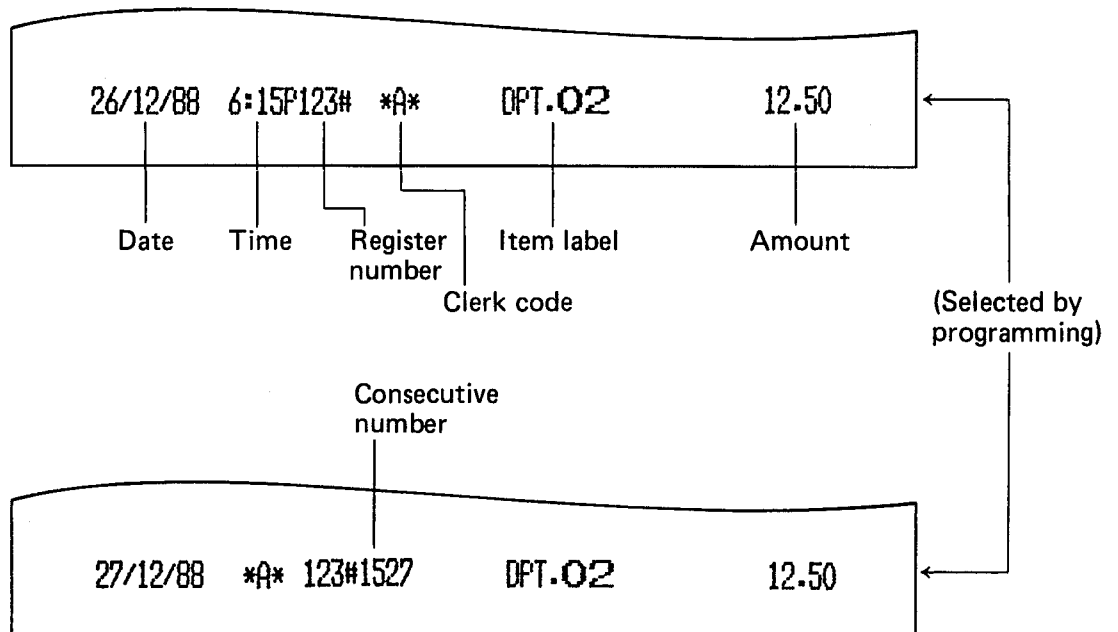 26/12/88 6:15P123# *A* DPT.02 12.50
Date Time Register number Item label Amount
Clerk code
(Selected by programming)
Consecutive number
27/12/88 *A* 123#1527 DPT.02 12.50